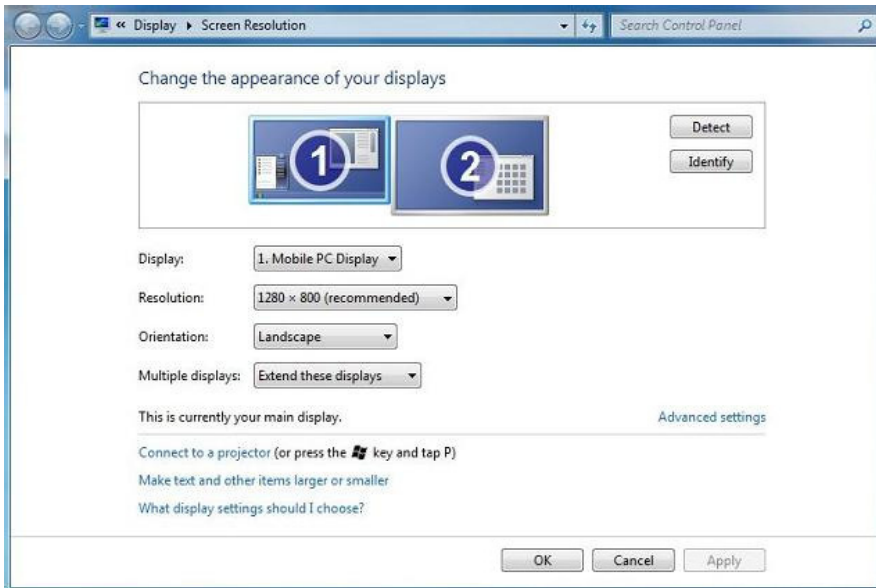 « Display ▸ Screen Resolution Search Control Panel
Change the appearance of your displays
1 2
Detect
Identify
Display: 1. Mobile PC Display
Resolution: 1280 × 800 (recommended)
Orientation: Landscape
Multiple displays: Extend these displays
This is currently your main display. Advanced settings
Connect to a projector (or press the key and tap P)
Make text and other items larger or smaller
What display settings should I choose?
OK Cancel Apply